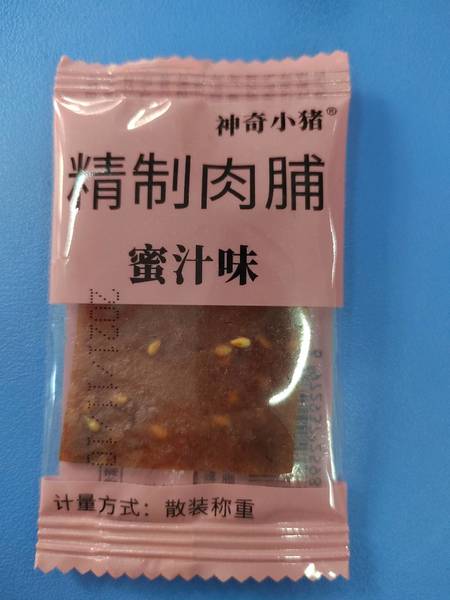 神奇小猪®
精制肉脯
蜜汁味
计量方式：散装称重